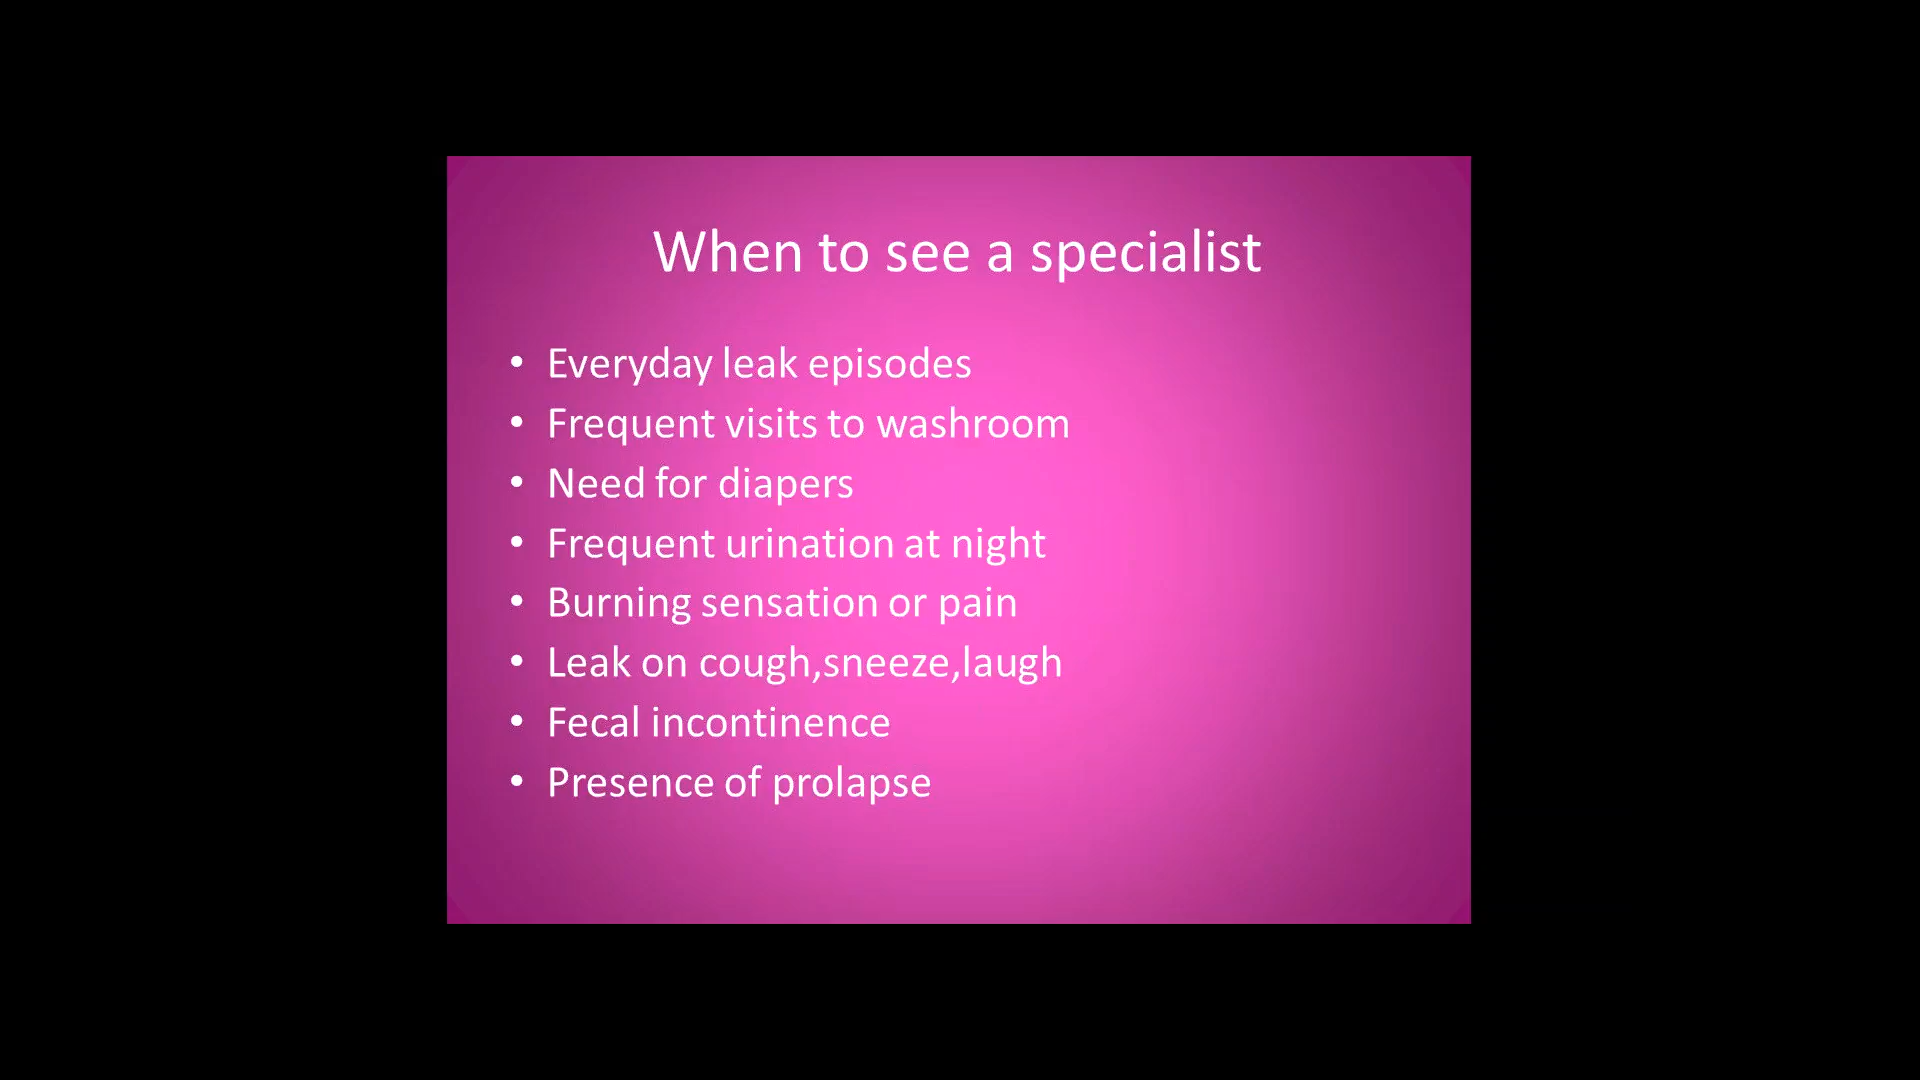 When to see a specialist
• Everyday leak episodes
• Frequent visits to washroom
• Need for diapers
• Frequent urination at night
• Burning sensation or pain
• Leak on cough,sneeze,laugh
• Fecal incontinence
• Presence of prolapse